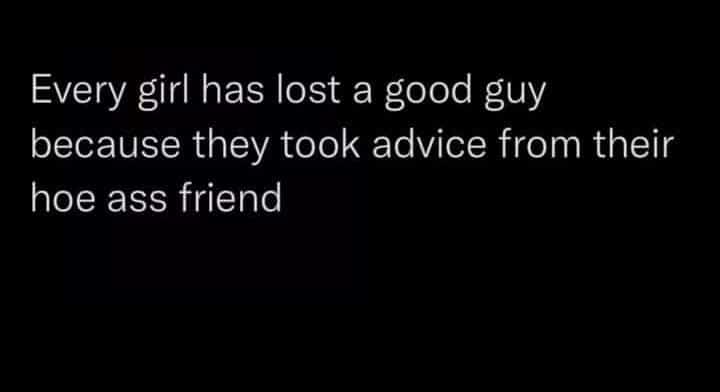 Every girl has lost a good guy
because they took advice from their
hoe ass friend